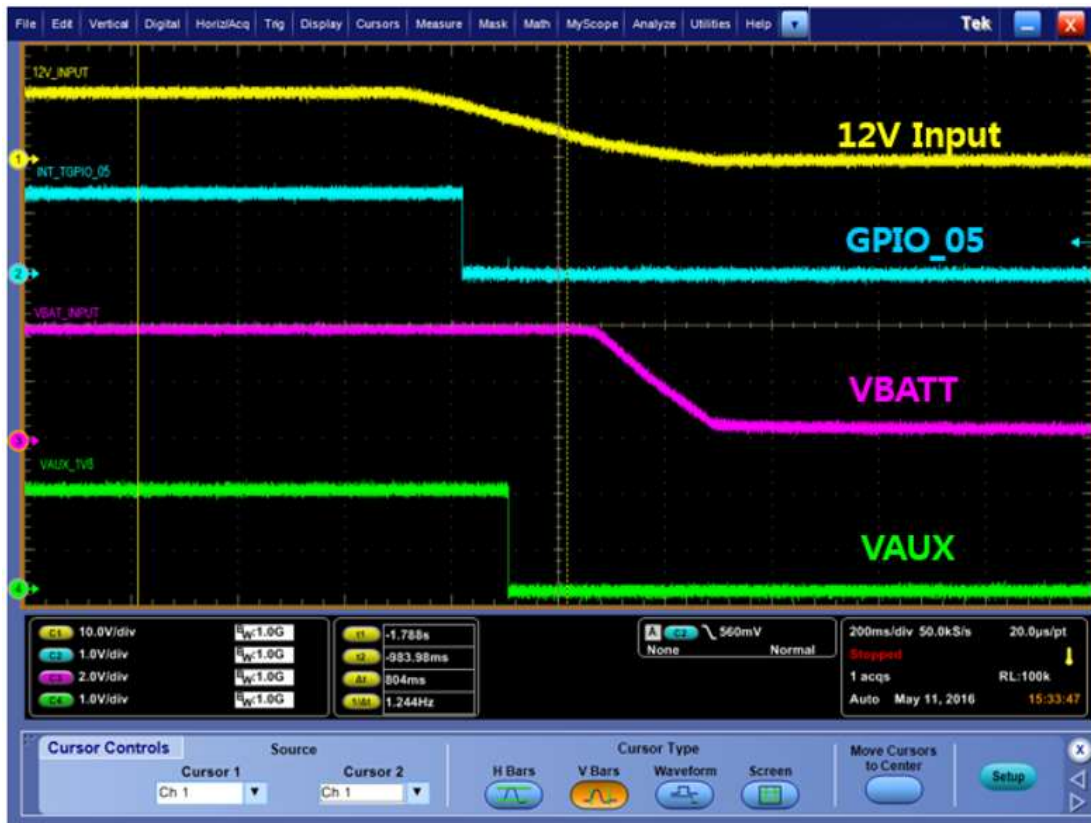 File Edit Vertical Digital Horiz/Acq Trig Display Cursors Measure Mask Math MyScope Analyze Utilities Help Tek X
12V_INPUT
12V Input
1
INT_TGPIO_05
GPIO_05
2
VBAT_INPUT
VBATT
3
VAUX_1V8
VAUX
4
C1 10.0V/div BW:1.0G
C2 1.0V/div BW:1.0G
C3 2.0V/div BW:1.0G
C4 1.0V/div BW:1.0G
t1 -1.788s
t2 -983.98ms
Δt 804ms
1/Δt 1.244Hz
A C2 560mV
None Normal
200ms/div 50.0kS/s 20.0µs/pt
Stopped
1 acqs RL:100k
Auto May 11, 2016 15:33:47
Cursor Controls Source Cursor Type Move Cursors to Center X
Cursor 1 Cursor 2 H Bars V Bars Waveform Screen Setup
Ch 1 Ch 1